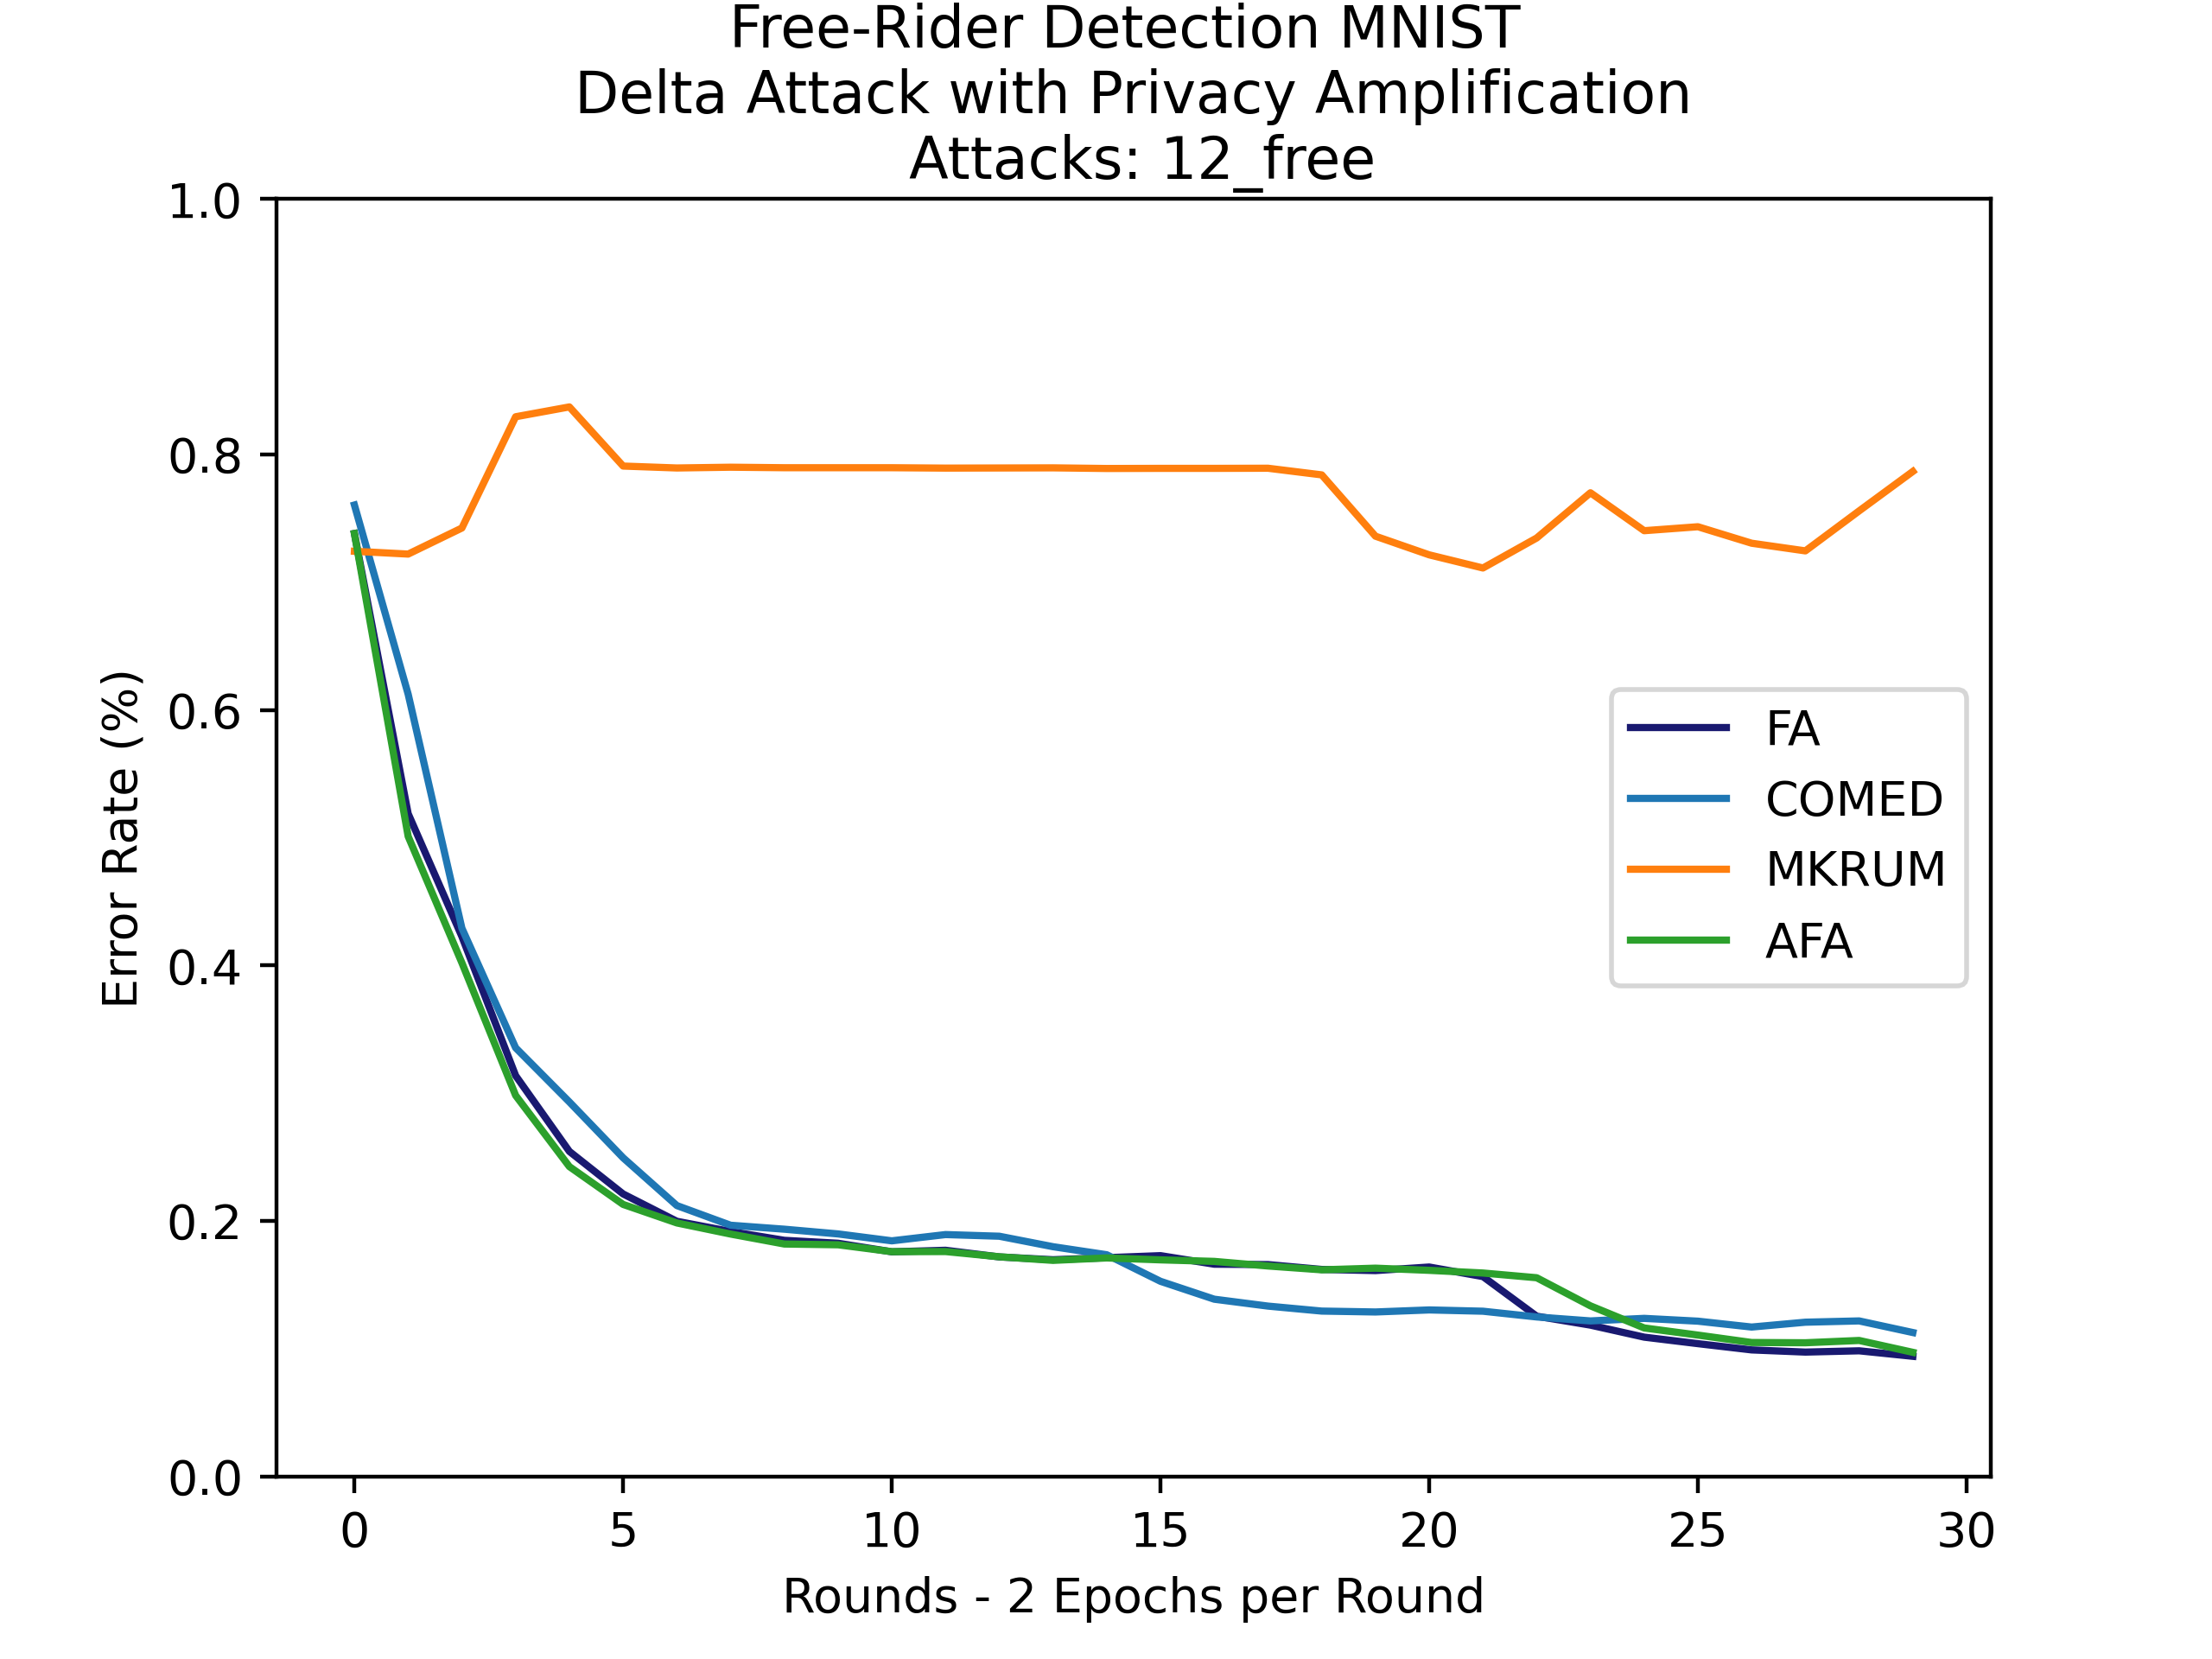 Free-Rider Detection MNIST
Delta Attack with Privacy Amplification
Attacks: 12_free
1.0
0.8
0.6
0.4
0.2
0.0
Error Rate (%)
FA
COMED
MKRUM
AFA
0 5 10 15 20 25 30
Rounds - 2 Epochs per Round